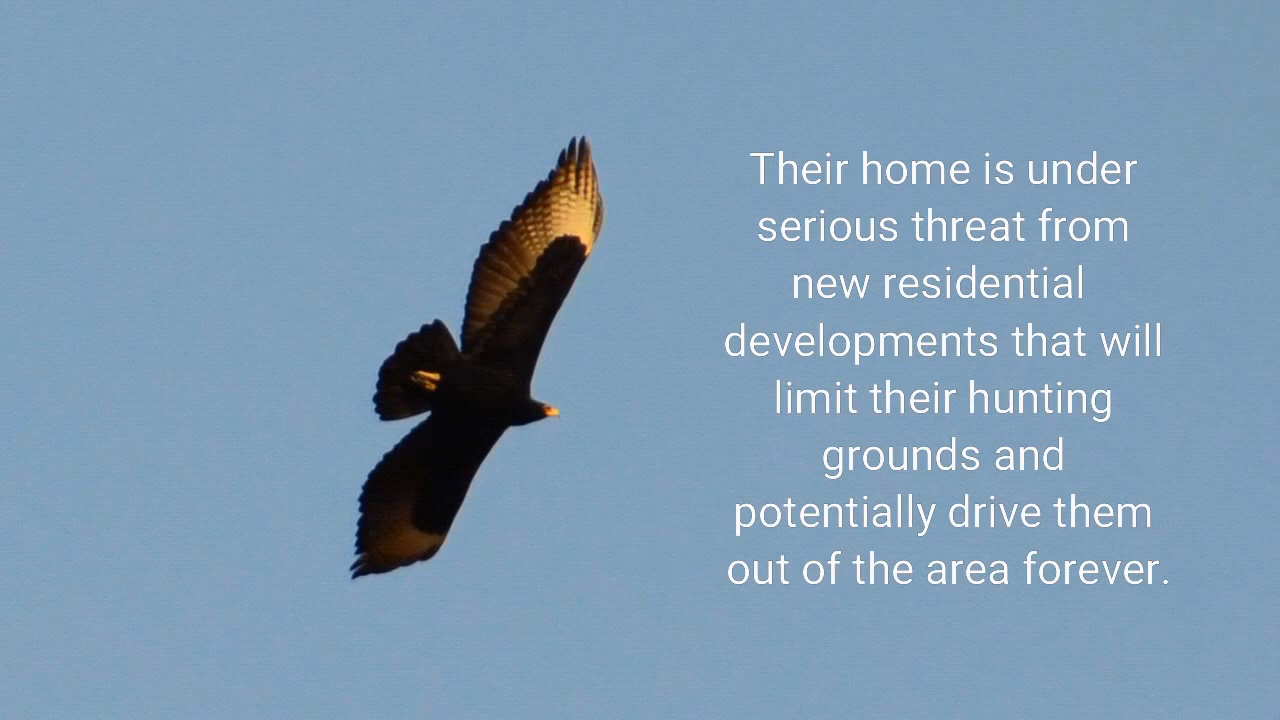 Their home is under
serious threat from
new residential
developments that will
limit their hunting
grounds and
potentially drive them
out of the area forever.